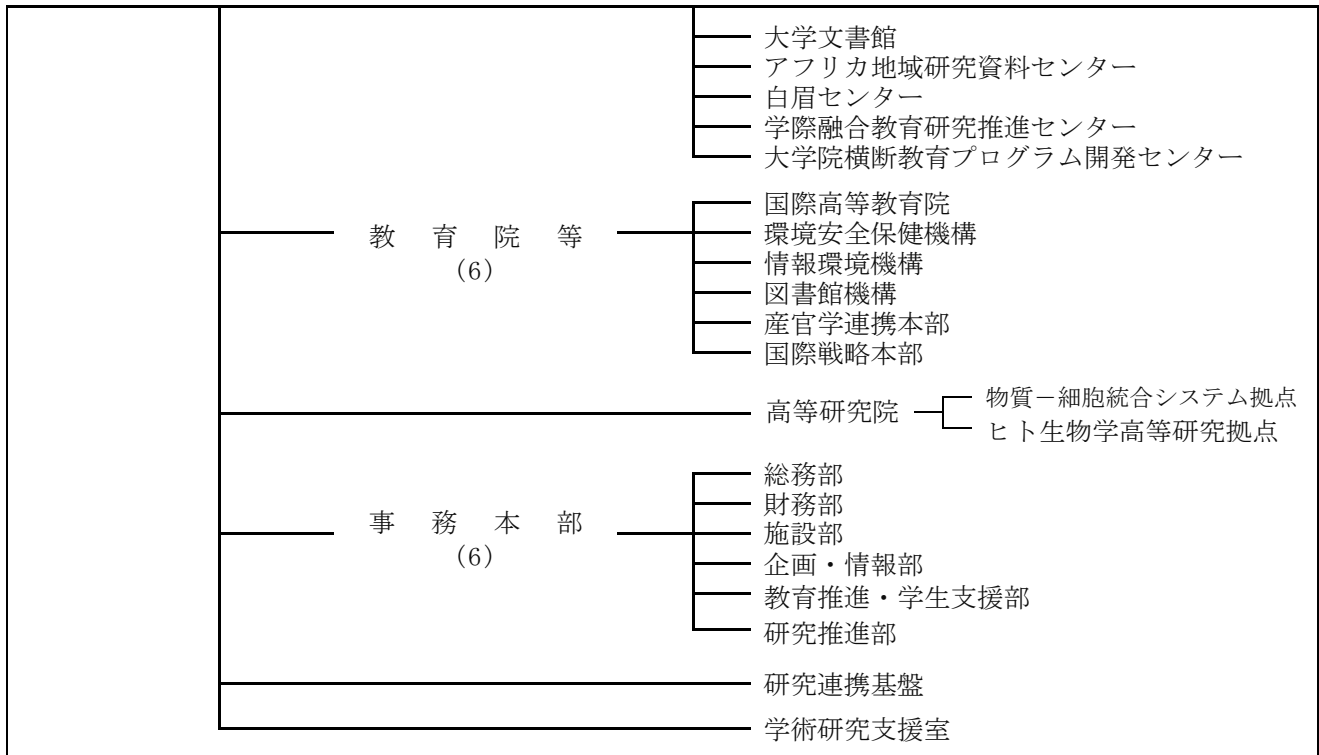 大学文書館
アフリカ地域研究資料センター
白眉センター
学際融合教育研究推進センター
大学院横断教育プログラム開発センター
教育院等
(6)
国際高等教育院
環境安全保健機構
情報環境機構
図書館機構
産官学連携本部
国際戦略本部
高等研究院
物質－細胞統合システム拠点
ヒト生物学高等研究拠点
事務本部
(6)
総務部
財務部
施設部
企画・情報部
教育推進・学生支援部
研究推進部
研究連携基盤
学術研究支援室